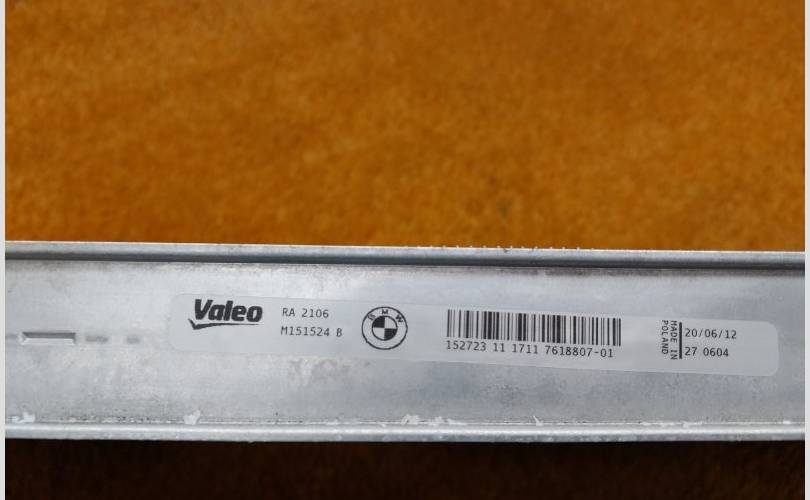 Valeo
RA 2106
M151524 B
BMW
152723 11 1711 7618807-01
MADE IN
POLAND
20/06/12
27 0604